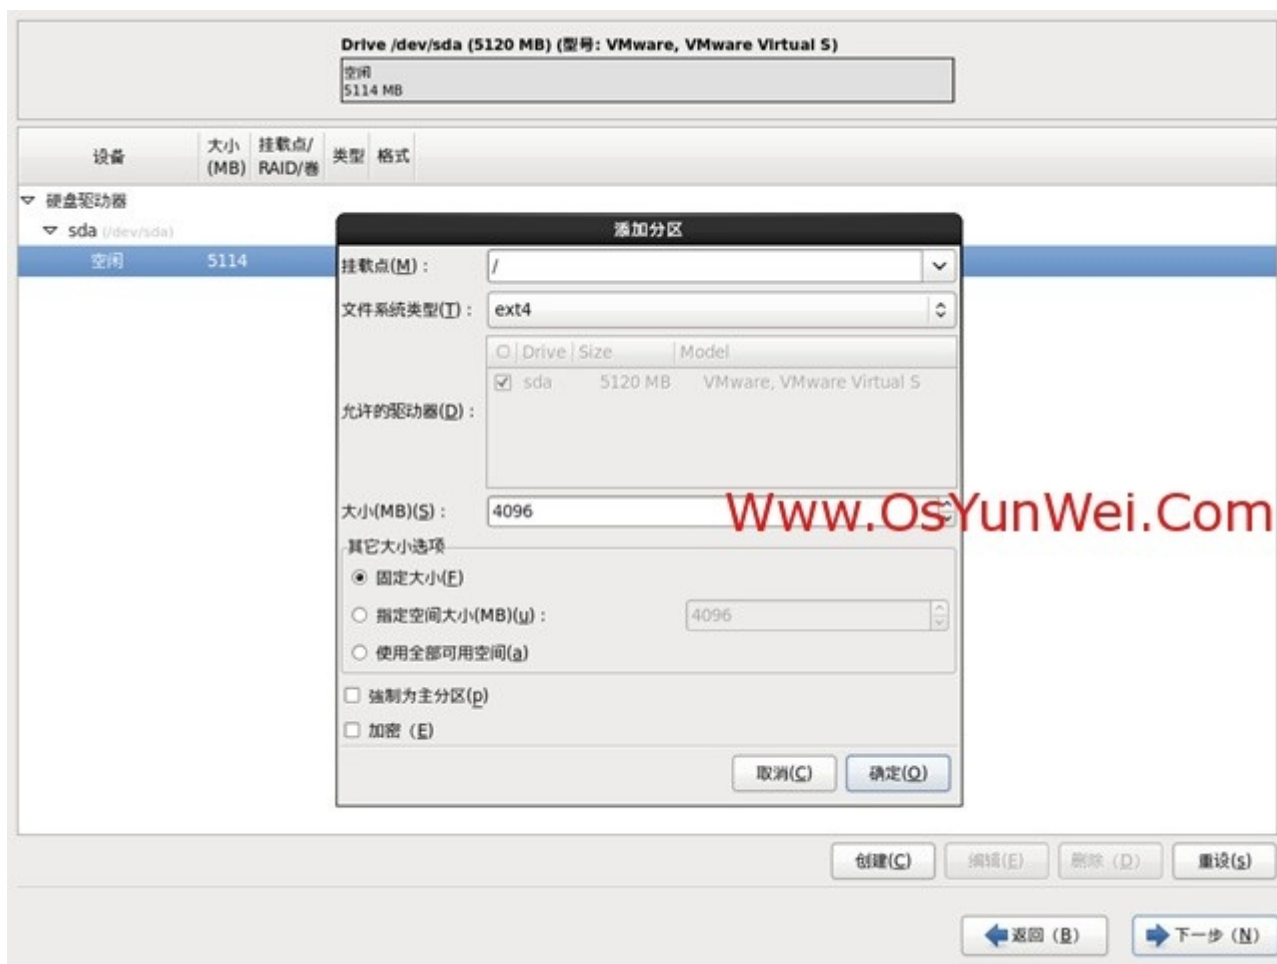 Drive /dev/sda (5120 MB) (型号: VMware, VMware Virtual S)
空闲
5114 MB
设备 大小(MB) 挂载点/RAID/卷 类型 格式
硬盘驱动器
sda (/dev/sda)
空闲 5114
添加分区
挂载点(M)： /
文件系统类型(T)： ext4
Drive Size Model
sda 5120 MB VMware, VMware Virtual S
允许的驱动器(D)：
大小(MB)(S)： 4096
Www.OsYunWei.Com
其它大小选项
固定大小(F)
指定空间大小(MB)(u)： 4096
使用全部可用空间(a)
强制为主分区(p)
加密 (E)
取消(C) 确定(O)
创建(C) 编辑(E) 删除 (D) 重设(s)
返回 (B) 下一步 (N)